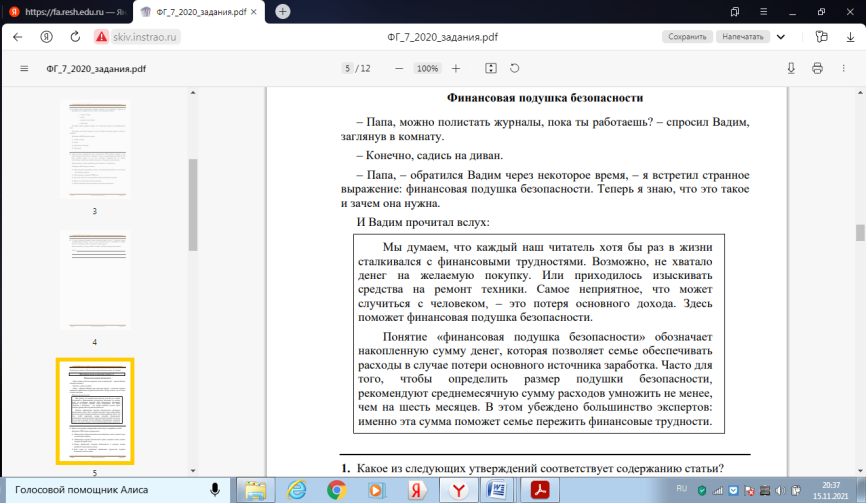 https://fa.resh.edu.ru — Ян
ФГ_7_2020_задания.pdf
skiv.instrao.ru
ФГ_7_2020_задания.pdf
Сохранить
Напечатать
ФГ_7_2020_задания.pdf
5 / 12
100%
3
4
5
Финансовая подушка безопасности
– Папа, можно полистать журналы, пока ты работаешь? – спросил Вадим,
заглянув в комнату.
– Конечно, садись на диван.
– Папа, – обратился Вадим через некоторое время, – я встретил странное
выражение: финансовая подушка безопасности. Теперь я знаю, что это такое
и зачем она нужна.
И Вадим прочитал вслух:
Мы думаем, что каждый наш читатель хотя бы раз в жизни
сталкивался с финансовыми трудностями. Возможно, не хватало
денег на желаемую покупку. Или приходилось изыскивать
средства на ремонт техники. Самое неприятное, что может
случиться с человеком, – это потеря основного дохода. Здесь
поможет финансовая подушка безопасности.
Понятие «финансовая подушка безопасности» обозначает
накопленную сумму денег, которая позволяет семье обеспечивать
расходы в случае потери основного источника заработка. Часто для
того, чтобы определить размер подушки безопасности,
рекомендуют среднемесячную сумму расходов умножить не менее,
чем на шесть месяцев. В этом убеждено большинство экспертов:
именно эта сумма поможет семье пережить финансовые трудности.
1. Какое из следующих утверждений соответствует содержанию статьи?
Голосовой помощник Алиса
RU
20:37
15.11.2021